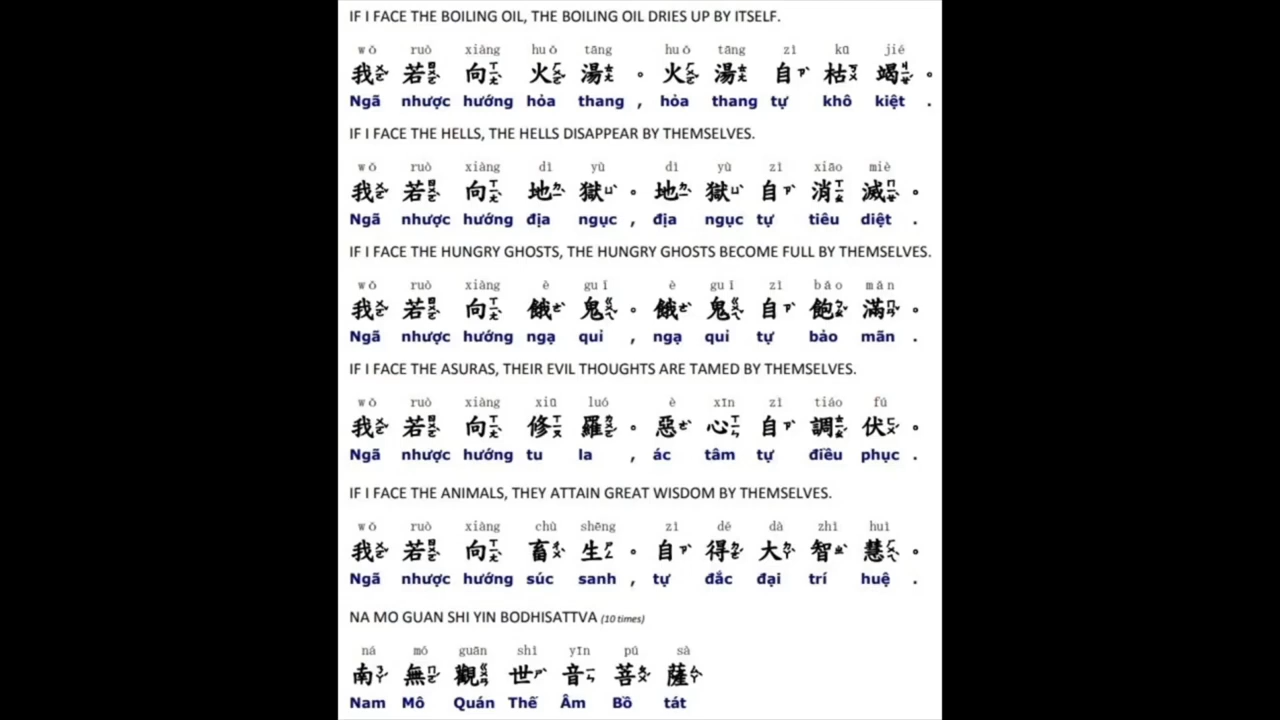 IF I FACE THE BOILING OIL, THE BOILING OIL DRIES UP BY ITSELF.
wǒ ruò xiàng huǒ tāng huǒ tāng zì kū jié
我若向火湯。火湯自枯竭。
Ngã nhược hướng hỏa thang , hỏa thang tự khô kiệt .
IF I FACE THE HELLS, THE HELLS DISAPPEAR BY THEMSELVES.
wǒ ruò xiàng dì yù dì yù zì xiāo miè
我若向地獄。地獄自消滅。
Ngã nhược hướng địa ngục , địa ngục tự tiêu diệt .
IF I FACE THE HUNGRY GHOSTS, THE HUNGRY GHOSTS BECOME FULL BY THEMSELVES.
wǒ ruò xiàng è guǐ è guǐ zì bǎo mǎn
我若向餓鬼。餓鬼自飽滿。
Ngã nhược hướng ngạ quỉ , ngạ quỉ tự bảo mãn .
IF I FACE THE ASURAS, THEIR EVIL THOUGHTS ARE TAMED BY THEMSELVES.
wǒ ruò xiàng xiū luó è xīn zì tiáo fú
我若向修羅。惡心自調伏。
Ngã nhược hướng tu la , ác tâm tự điều phục .
IF I FACE THE ANIMALS, THEY ATTAIN GREAT WISDOM BY THEMSELVES.
wǒ ruò xiàng chù shēng zì dé dà zhì huì
我若向畜生。自得大智慧。
Ngã nhược hướng súc sanh , tự đắc đại trí huệ .
NA MO GUAN SHI YIN BODHISATTVA (10 times)
ná mó guān shì yīn pú sà
南無觀世音菩薩
Nam Mô Quán Thế Âm Bồ tát